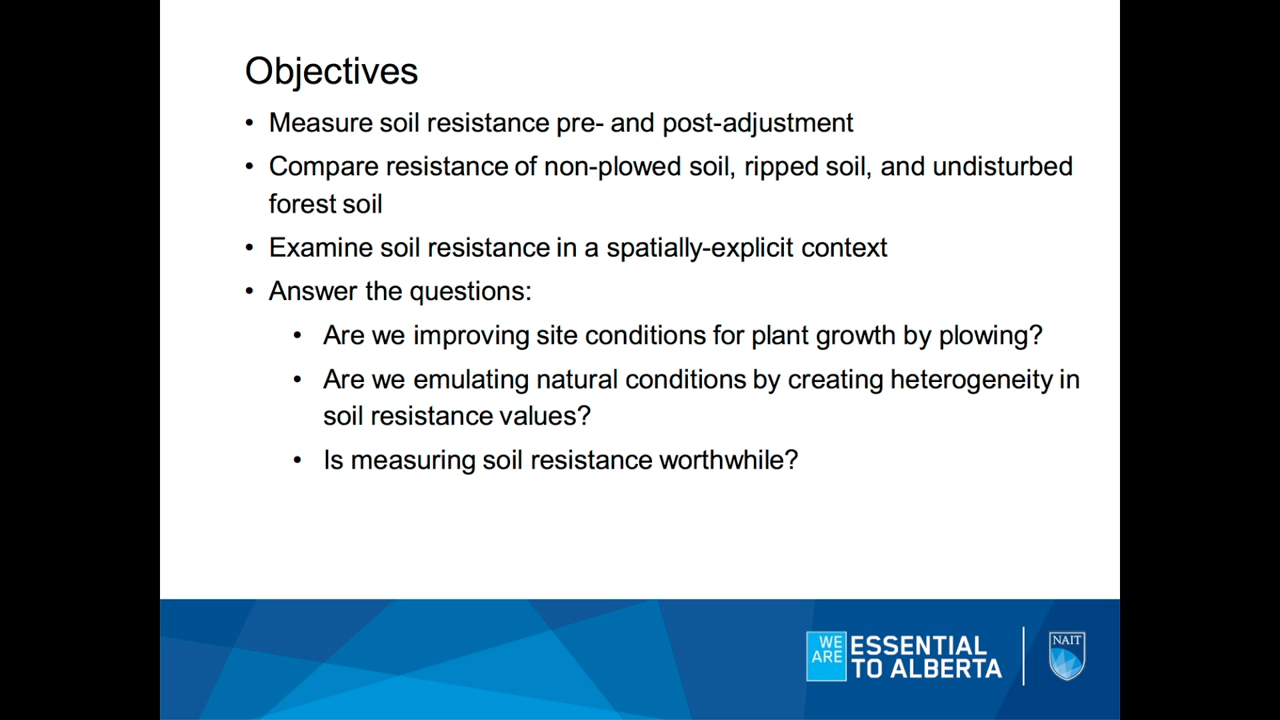 Objectives
• Measure soil resistance pre- and post-adjustment
• Compare resistance of non-plowed soil, ripped soil, and undisturbed
forest soil
• Examine soil resistance in a spatially-explicit context
• Answer the questions:
• Are we improving site conditions for plant growth by plowing?
• Are we emulating natural conditions by creating heterogeneity in
soil resistance values?
• Is measuring soil resistance worthwhile?
WE ARE
ESSENTIAL
TO ALBERTA
NAIT